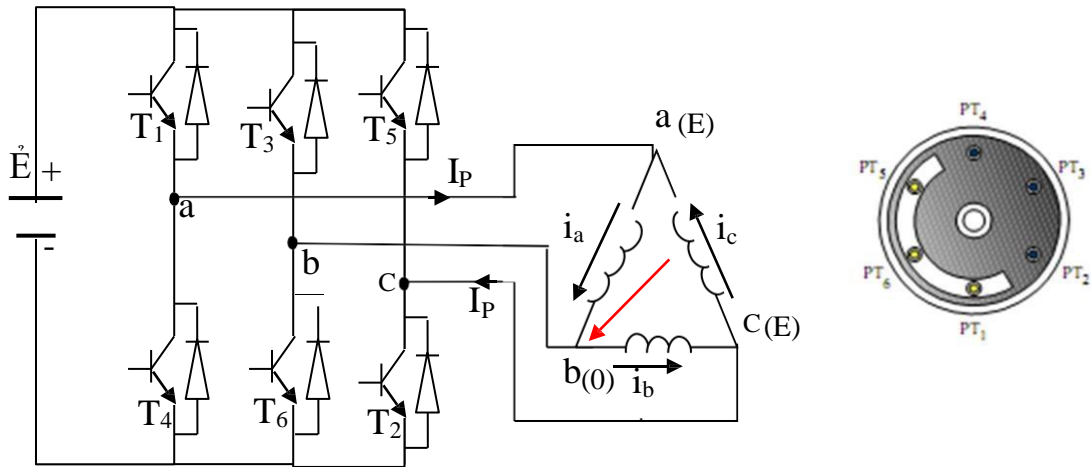 T1
T3
T5
Ė +
-
a
IP
b
C
IP
T4
T6
T2
a (E)
ia
ic
C (E)
b(0)
ib
PT4
PT5
PT3
PT6
PT2
PT1